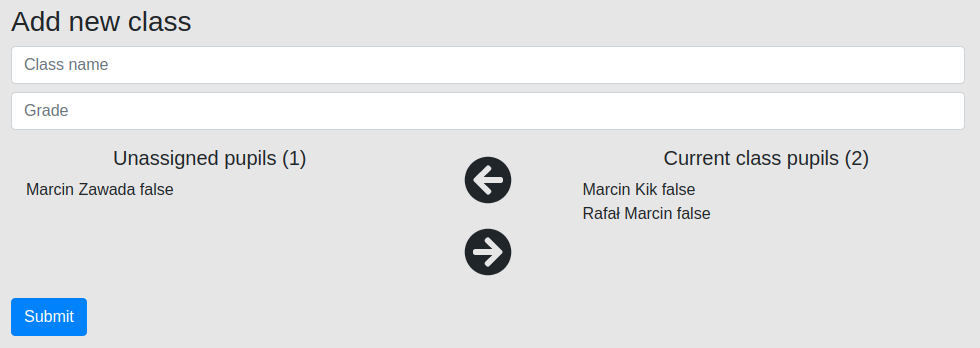 Add new class
Class name
Grade
Unassigned pupils (1)
Marcin Zawada false
Current class pupils (2)
Marcin Kik false
Rafał Marcin false
Submit